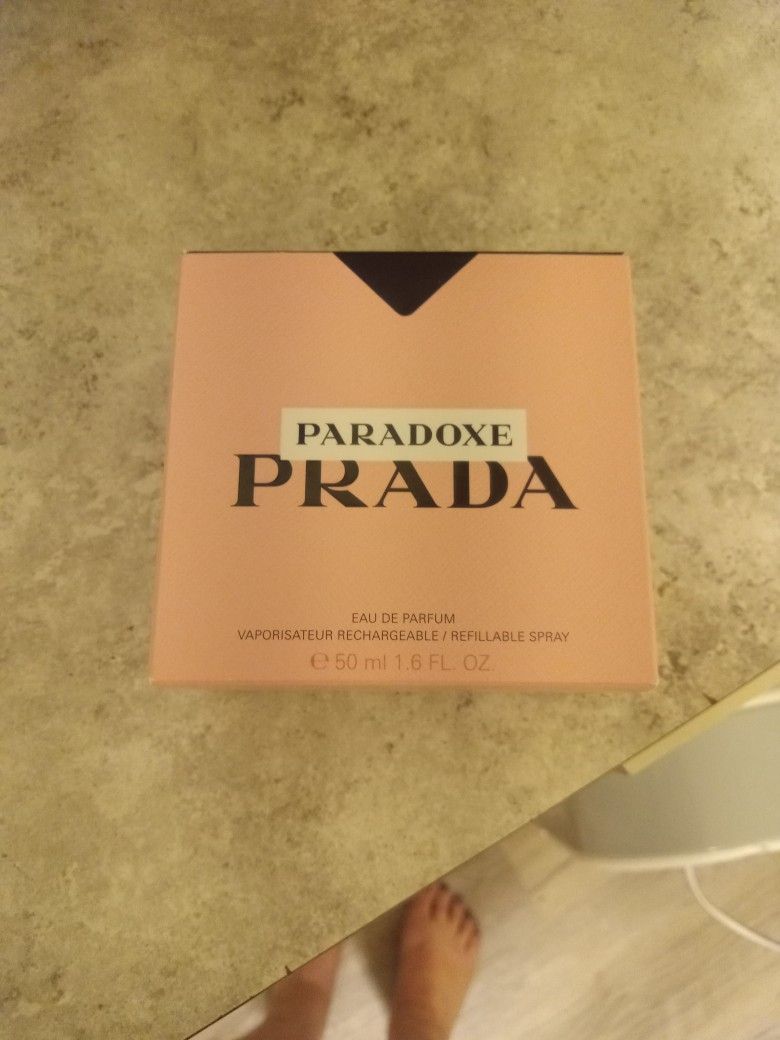 PARADOXE
PRADA
EAU DE PARFUM
VAPORISATEUR RECHARGEABLE / REFILLABLE SPRAY
℮ 50 ml 1.6 FL. OZ.